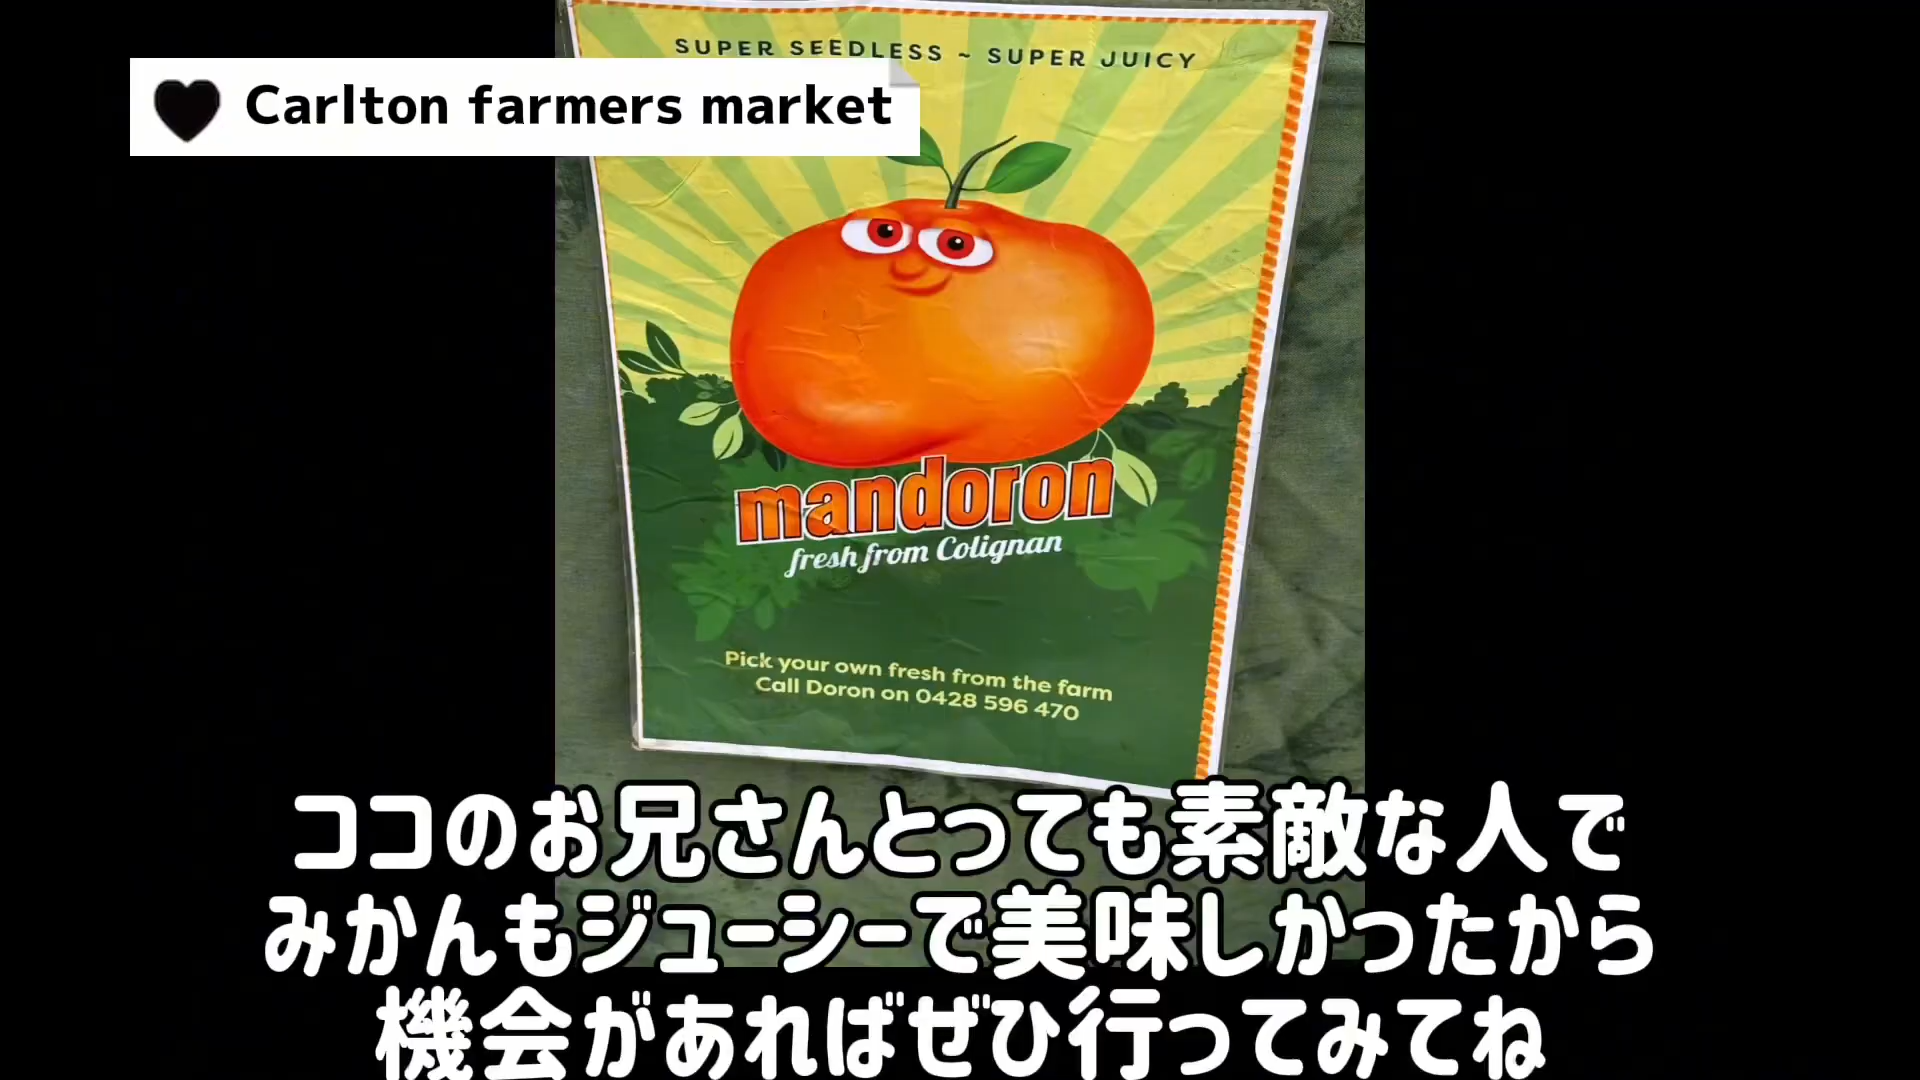 SUPER SEEDLESS ~ SUPER JUICY
Carlton farmers market
mandoron
fresh from Colignan
Pick your own fresh from the farm
Call Doron on 0428 596 470
ココのお兄さんとっても素敵な人で
みかんもジューシーで美味しかったから
機会があればぜひ行ってみてね